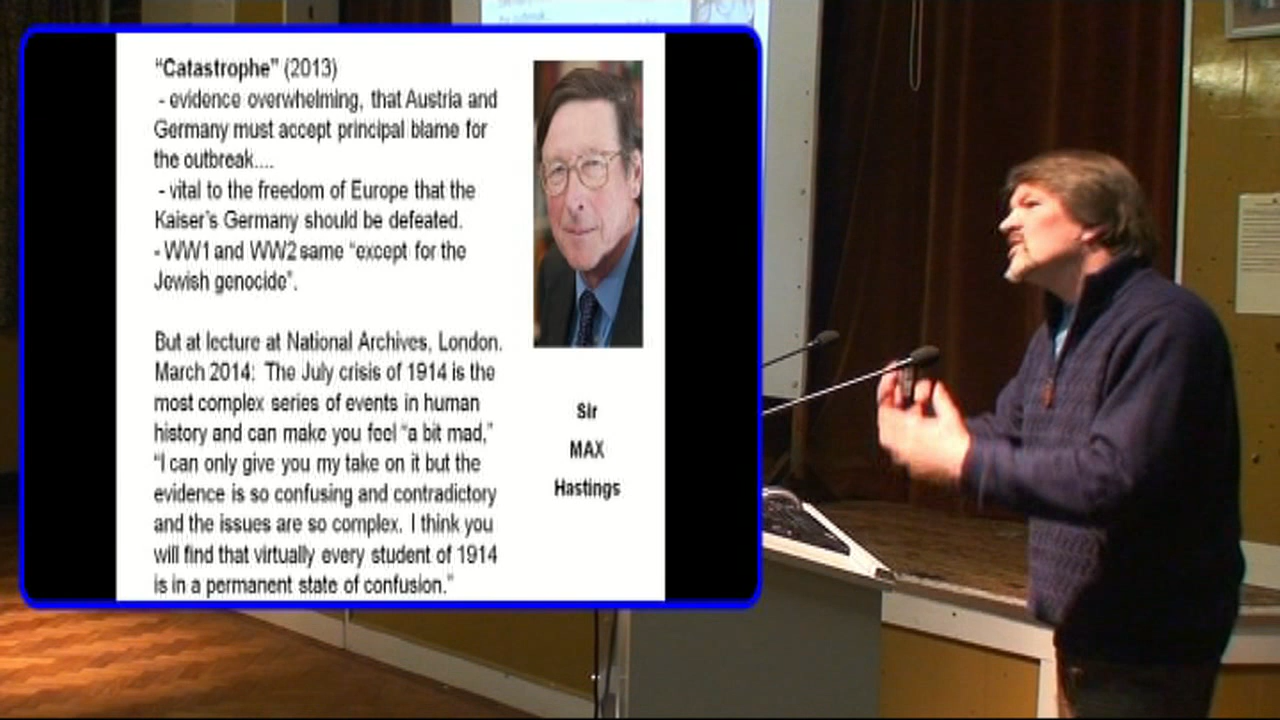 “Catastrophe” (2013)
- evidence overwhelming, that Austria and
Germany must accept principal blame for
the outbreak....
- vital to the freedom of Europe that the
Kaiser’s Germany should be defeated.
- WW1 and WW2 same “except for the
Jewish genocide”.
But at lecture at National Archives, London.
March 2014: The July crisis of 1914 is the
most complex series of events in human
history and can make you feel “a bit mad,”
“I can only give you my take on it but the
evidence is so confusing and contradictory
and the issues are so complex. I think you
will find that virtually every student of 1914
is in a permanent state of confusion.”
Sir
MAX
Hastings
the outbreak....